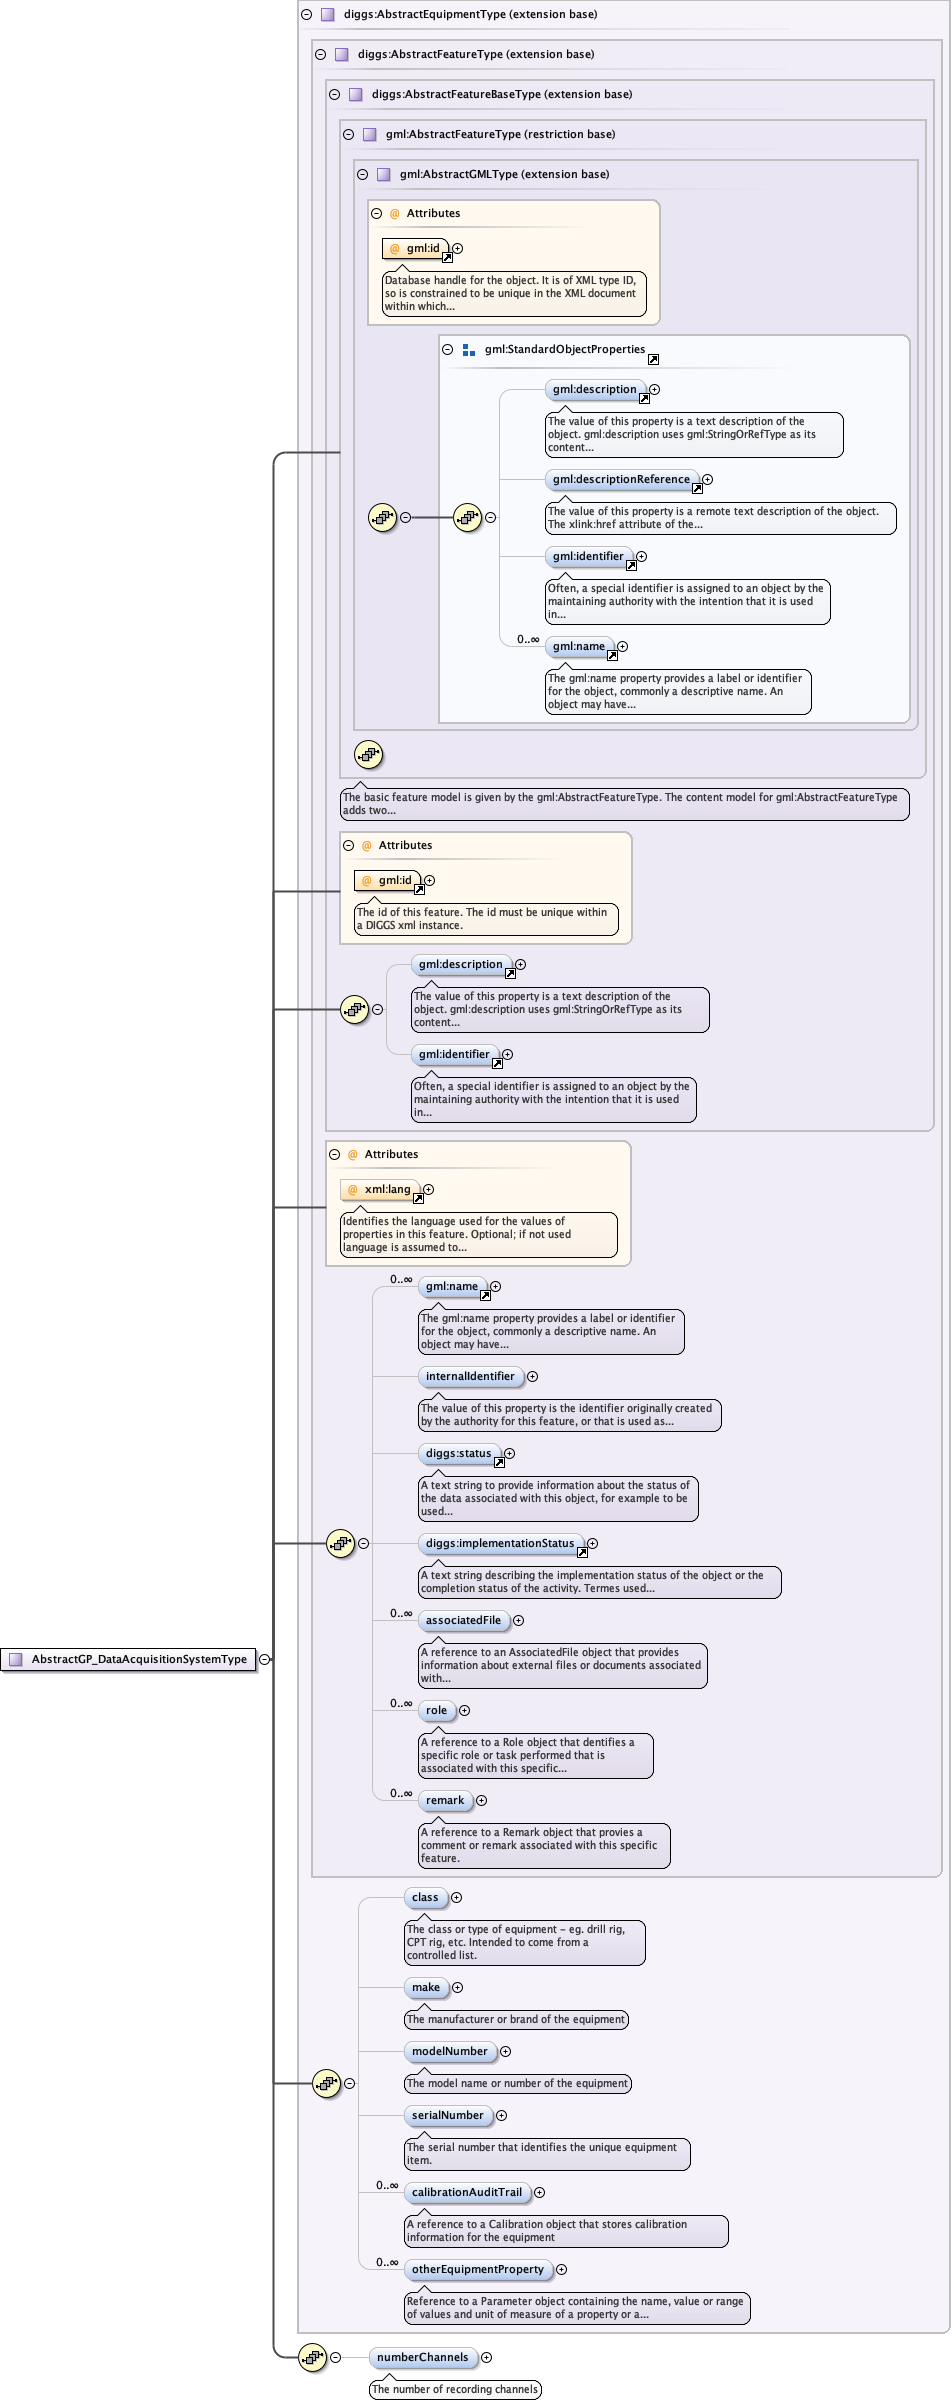 diggs:AbstractEquipmentType (extension base)
diggs:AbstractFeatureType (extension base)
diggs:AbstractFeatureBaseType (extension base)
gml:AbstractFeatureType (restriction base)
gml:AbstractGMLType (extension base)
@ Attributes
@ gml:id
Database handle for the object. It is of XML type ID,
so is constrained to be unique in the XML document
within which...
gml:StandardObjectProperties
gml:description
The value of this property is a text description of the
object. gml:description uses gml:StringOrRefType as its
content...
gml:descriptionReference
The value of this property is a remote text description of the object.
The xlink:href attribute of the...
gml:identifier
Often, a special identifier is assigned to an object by the
maintaining authority with the intention that it is used
in...
0..∞
gml:name
The gml:name property provides a label or identifier
for the object, commonly a descriptive name. An
object may have...
The basic feature model is given by the gml:AbstractFeatureType. The content model for gml:AbstractFeatureType
adds two...
@ Attributes
@ gml:id
The id of this feature. The id must be unique within
a DIGGS xml instance.
gml:description
The value of this property is a text description of the
object. gml:description uses gml:StringOrRefType as its
content...
gml:identifier
Often, a special identifier is assigned to an object by the
maintaining authority with the intention that it is used
in...
@ Attributes
@ xml:lang
Identifies the language used for the values of
properties in this feature. Optional; if not used
language is assumed to...
0..∞
gml:name
The gml:name property provides a label or identifier
for the object, commonly a descriptive name. An
object may have...
internalIdentifier
The value of this property is the identifier originally created
by the authority for this feature, or that is used as...
diggs:status
A text string to provide information about the status of
the data associated with this object, for example to be
used...
diggs:implementationStatus
A text string describing the implementation status of the object or the
completion status of the activity. Termes used...
0..∞
associatedFile
A reference to an AssociatedFile object that provides
information about external files or documents associated
with...
AbstractGP_DataAcquisitionSystemType
0..∞
role
A reference to a Role object that dentifies a
specific role or task performed that is
associated with this specific...
0..∞
remark
A reference to a Remark object that provies a
comment or remark associated with this specific
feature.
class
The class or type of equipment - eg. drill rig,
CPT rig, etc. Intended to come from a
controlled list.
make
The manufacturer or brand of the equipment
modelNumber
The model name or number of the equipment
serialNumber
The serial number that identifies the unique equipment
item.
0..∞
calibrationAuditTrail
A reference to a Calibration object that stores calibration
information for the equipment
0..∞
otherEquipmentProperty
Reference to a Parameter object containing the name, value or range
of values and unit of measure of a property or a...
numberChannels
The number of recording channels